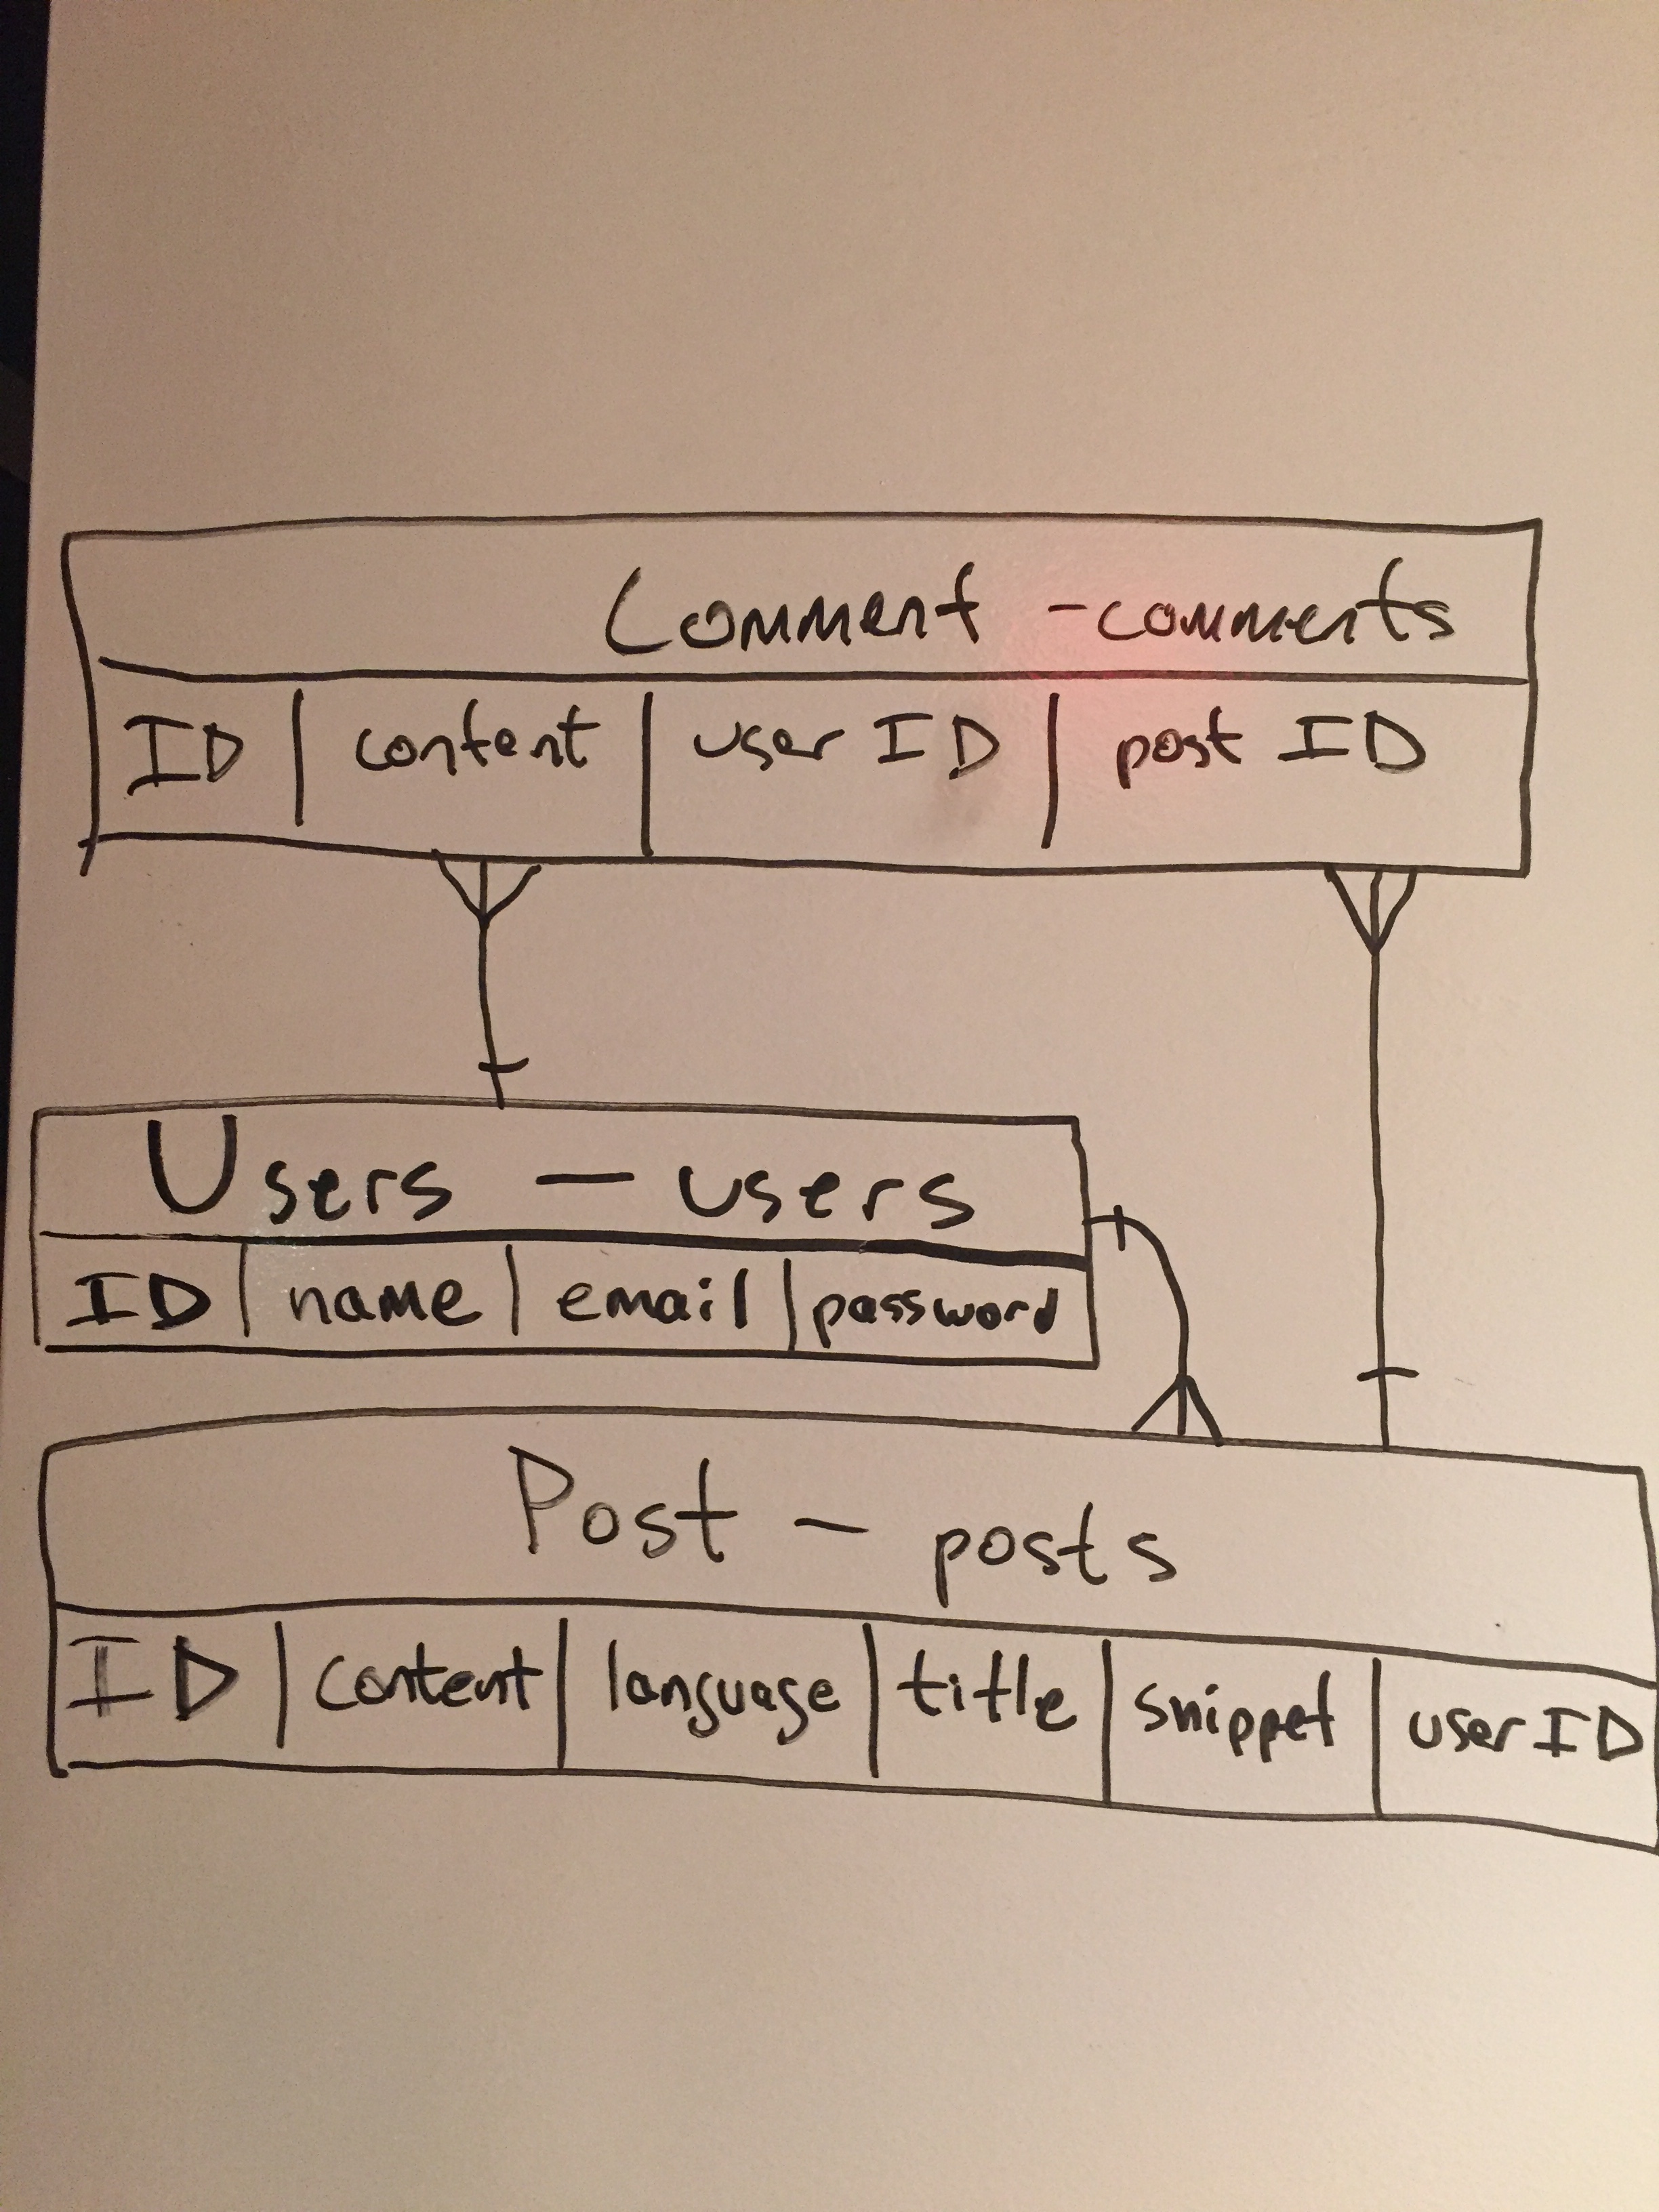 Comment - comments
ID content user ID post ID
Users - users
ID name email password
Post - posts
ID content language title snippet user ID